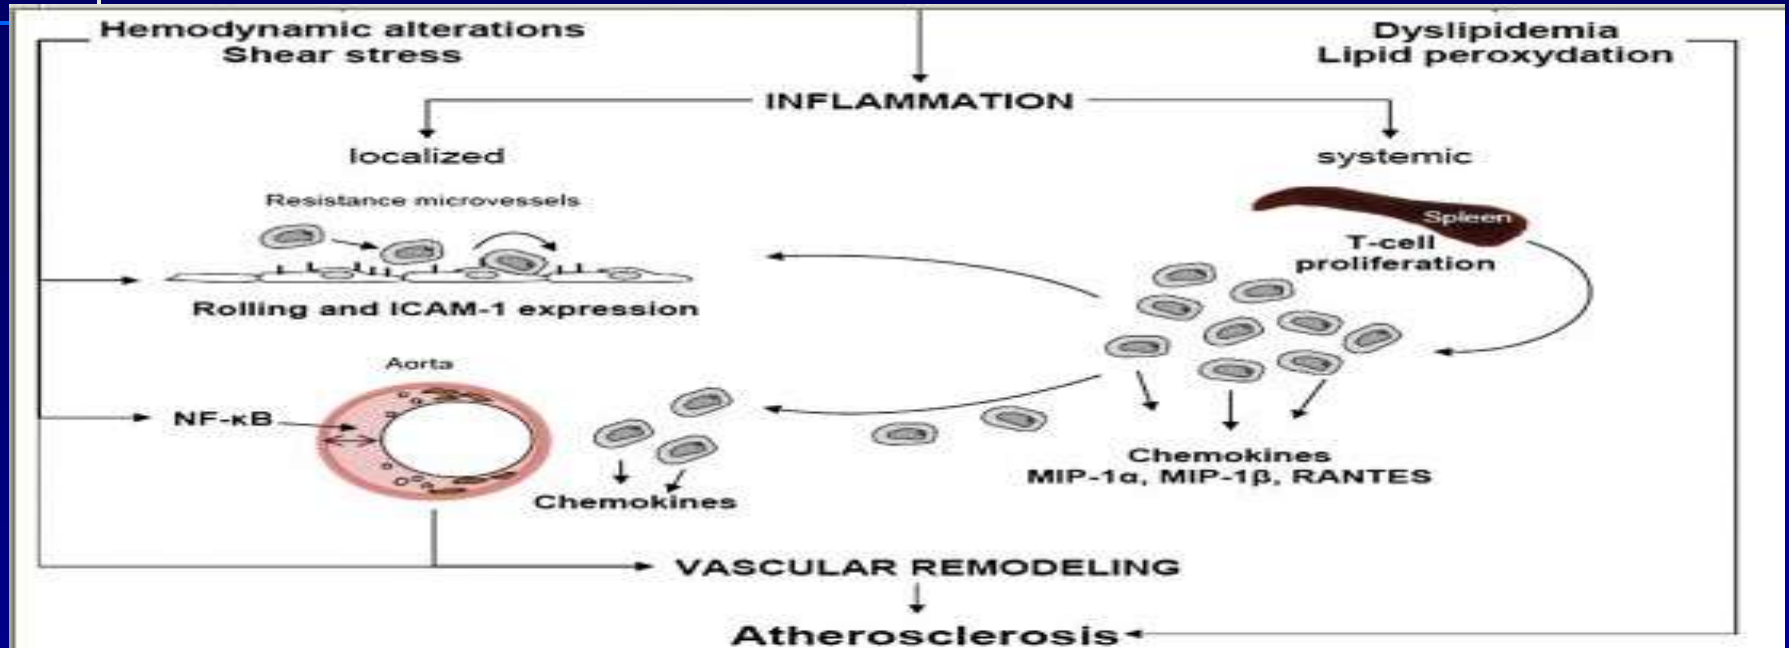 Hemodynamic alterations
Shear stress
Dyslipidemia
Lipid peroxydation
INFLAMMATION
localized
systemic
Resistance microvessels
Spleen
T-cell
proliferation
Rolling and ICAM-1 expression
Aorta
NF-κB
Chemokines
MIP-1α, MIP-1β, RANTES
Chemokines
VASCULAR REMODELING
Atherosclerosis